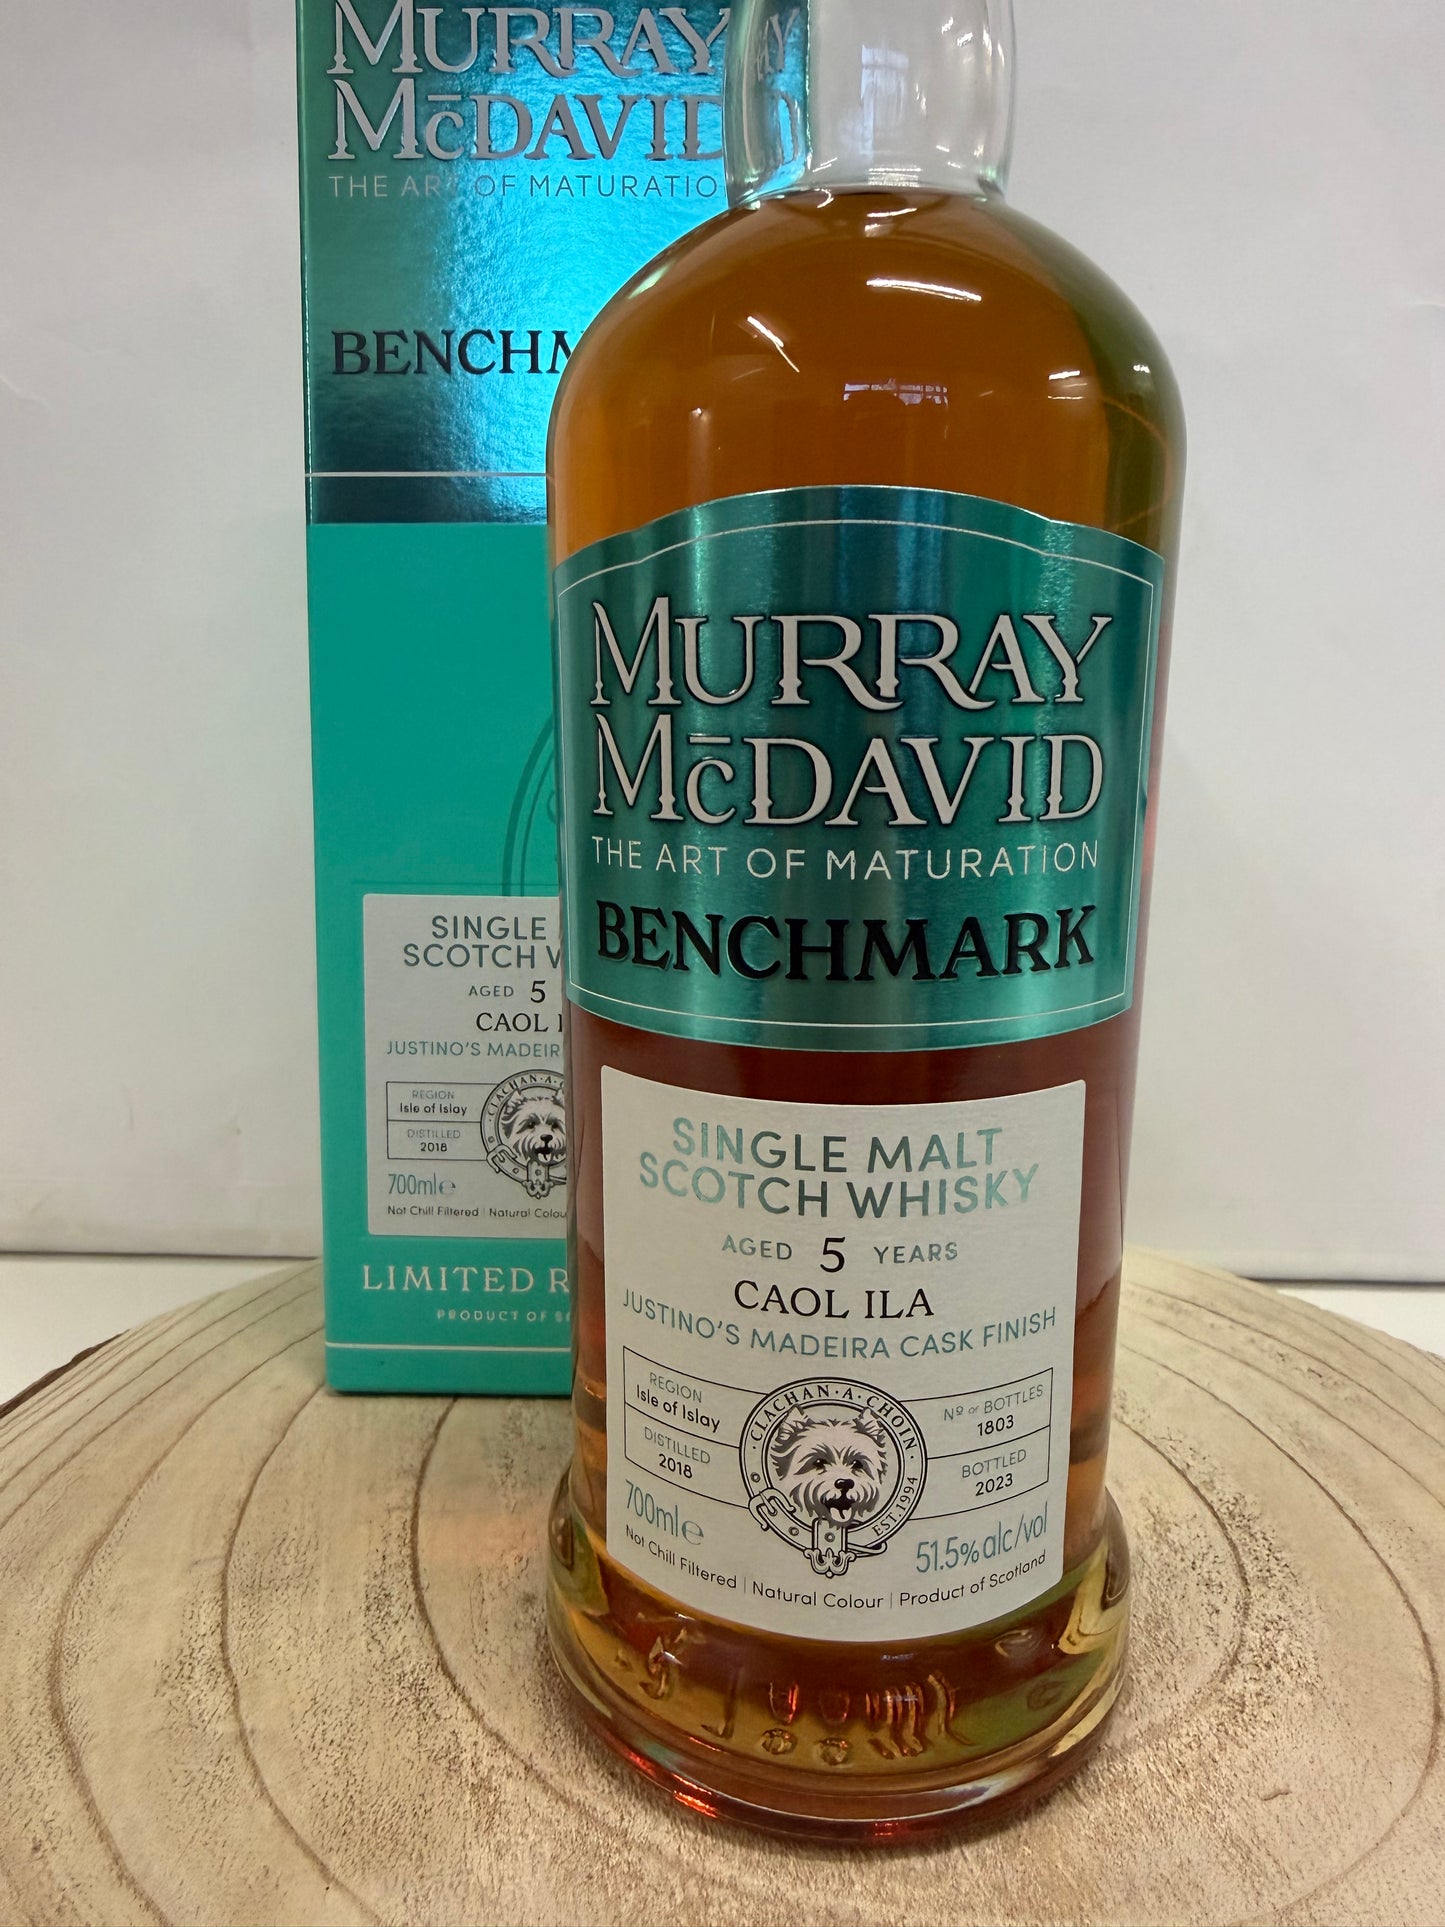 MURRAY
McDAVID
THE ART OF MATURATIO
BENCHM
SINGLE
SCOTCH W
AGED 5
CAOL I
JUSTINO'S MADEIR
CLACHAN·A·C
REGION
Isle of Islay
DISTILLED
2018
700ml℮
Not Chill Filtered | Natural Colou
LIMITED R
PRODUCT OF S
MURRAY
McDAVID
THE ART OF MATURATION
BENCHMARK
SINGLE MALT
SCOTCH WHISKY
AGED 5 YEARS
CAOL ILA
JUSTINO'S MADEIRA CASK FINISH
REGION
Isle of Islay
DISTILLED
2018
CLACHAN·A·CHOIN·
EST.1994
Nº OF BOTTLES
1803
BOTTLED
2023
700ml℮
51.5%alc/vol
Not Chill Filtered | Natural Colour | Product of Scotland